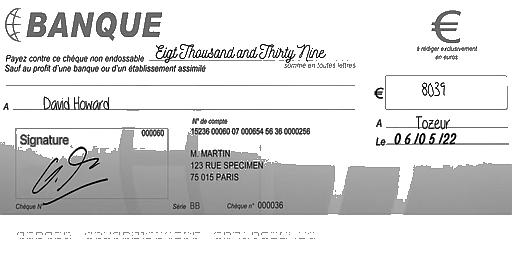 BANQUE
€
à rédiger exclusivement
en euros
Payez contre ce chèque non endossable Eigt Thousand and Thirty Nine
Sauf au profit d'une banque ou d'un établissement assimilé
somme en toutes lettres
€ 8039
A David Howard
A Tozeur
Le 06/05/22
Signature
000060
N° de compte
15236 00060 07 000654 56 36 0000256
M. MARTIN
123 RUE SPECIMEN
75 015 PARIS
Chèque N°
Série BB
Chèque n° 000036